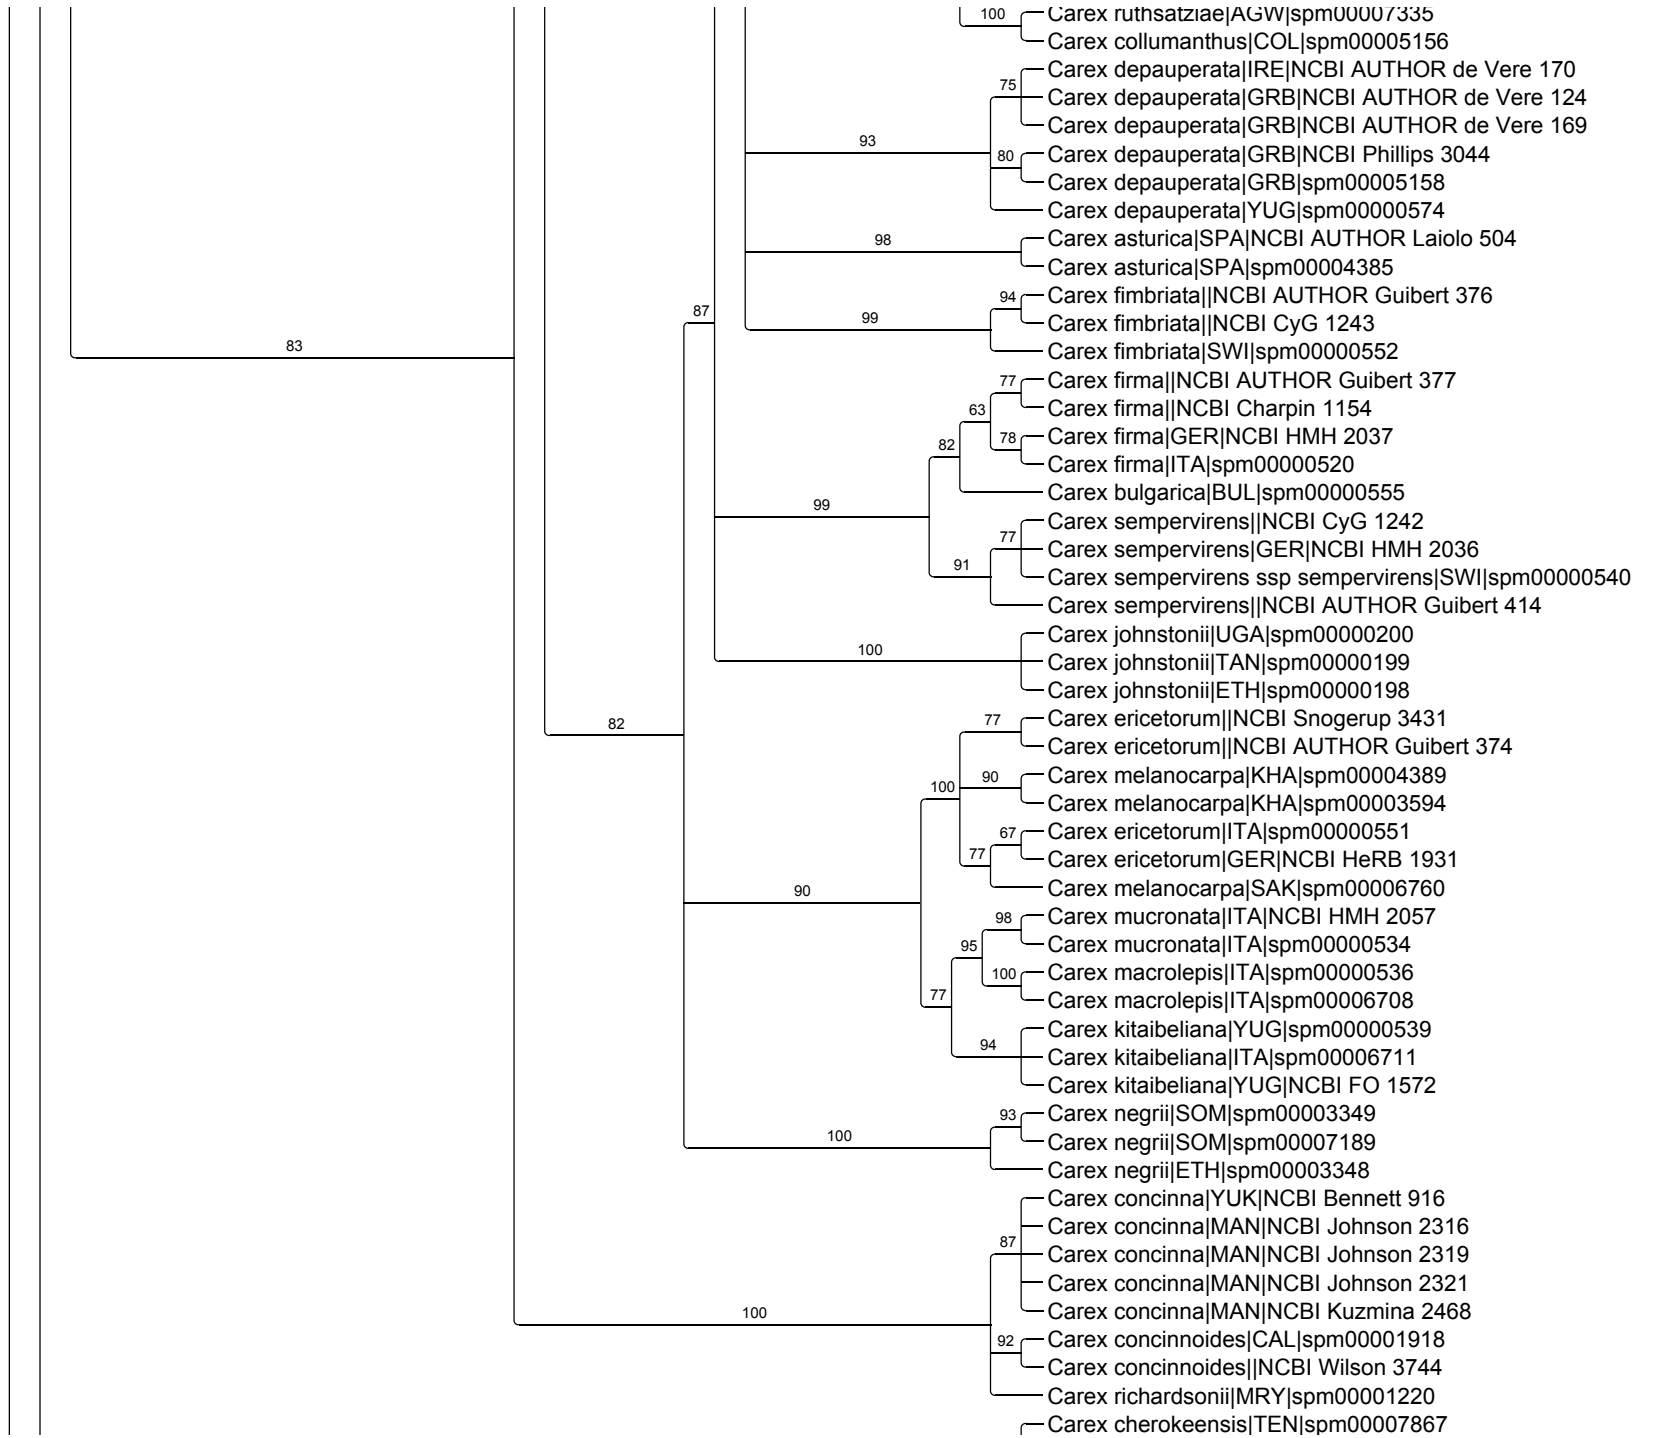 Carex ruthsatziae|AGW|spm00007335
100
Carex collumanthus|COL|spm00005156
Carex depauperata|IRE|NCBI AUTHOR de Vere 170
75
Carex depauperata|GRB|NCBI AUTHOR de Vere 124
Carex depauperata|GRB|NCBI AUTHOR de Vere 169
93
Carex depauperata|GRB|NCBI Phillips 3044
80
Carex depauperata|GRB|spm00005158
Carex depauperata|YUG|spm00000574
Carex asturica|SPA|NCBI AUTHOR Laiolo 504
98
Carex asturica|SPA|spm00004385
Carex fimbriata||NCBI AUTHOR Guibert 376
94
87
99
Carex fimbriata||NCBI CyG 1243
83
Carex fimbriata|SWI|spm00000552
Carex firma||NCBI AUTHOR Guibert 377
77
Carex firma||NCBI Charpin 1154
63
Carex firma|GER|NCBI HMH 2037
78
82
Carex firma|ITA|spm00000520
Carex bulgarica|BUL|spm00000555
99
Carex sempervirens||NCBI CyG 1242
77
Carex sempervirens|GER|NCBI HMH 2036
91
Carex sempervirens ssp sempervirens|SWI|spm00000540
Carex sempervirens||NCBI AUTHOR Guibert 414
Carex johnstonii|UGA|spm00000200
100
Carex johnstonii|TAN|spm00000199
Carex johnstonii|ETH|spm00000198
82
77
Carex ericetorum||NCBI Snogerup 3431
Carex ericetorum||NCBI AUTHOR Guibert 374
90
Carex melanocarpa|KHA|spm00004389
100
Carex melanocarpa|KHA|spm00003594
67
Carex ericetorum|ITA|spm00000551
77
Carex ericetorum|GER|NCBI HeRB 1931
90
Carex melanocarpa|SAK|spm00006760
98
Carex mucronata|ITA|NCBI HMH 2057
95
Carex mucronata|ITA|spm00000534
100
Carex macrolepis|ITA|spm00000536
77
Carex macrolepis|ITA|spm00006708
Carex kitaibeliana|YUG|spm00000539
94
Carex kitaibeliana|ITA|spm00006711
Carex kitaibeliana|YUG|NCBI FO 1572
93
Carex negrii|SOM|spm00003349
100
Carex negrii|SOM|spm00007189
Carex negrii|ETH|spm00003348
Carex concinna|YUK|NCBI Bennett 916
Carex concinna|MAN|NCBI Johnson 2316
87
Carex concinna|MAN|NCBI Johnson 2319
Carex concinna|MAN|NCBI Johnson 2321
100
Carex concinna|MAN|NCBI Kuzmina 2468
92
Carex concinnoides|CAL|spm00001918
Carex concinnoides||NCBI Wilson 3744
Carex richardsonii|MRY|spm00001220
Carex cherokeensis|TEN|spm00007867